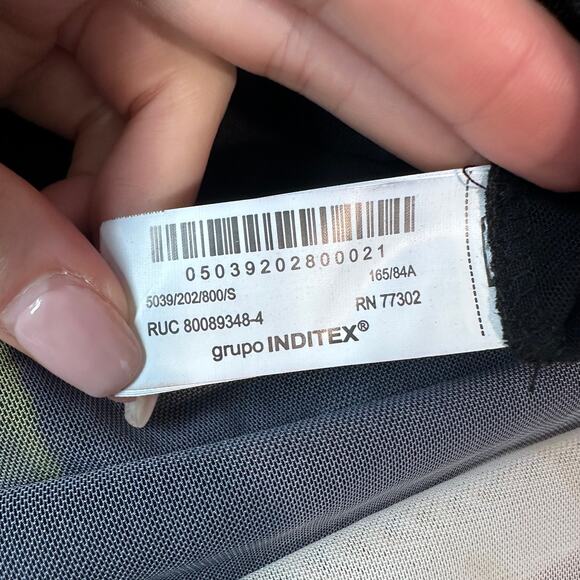 05039202800021
5039/202/800/S 165/84A
RUC 80089348-4 RN 77302
grupo INDITEX®